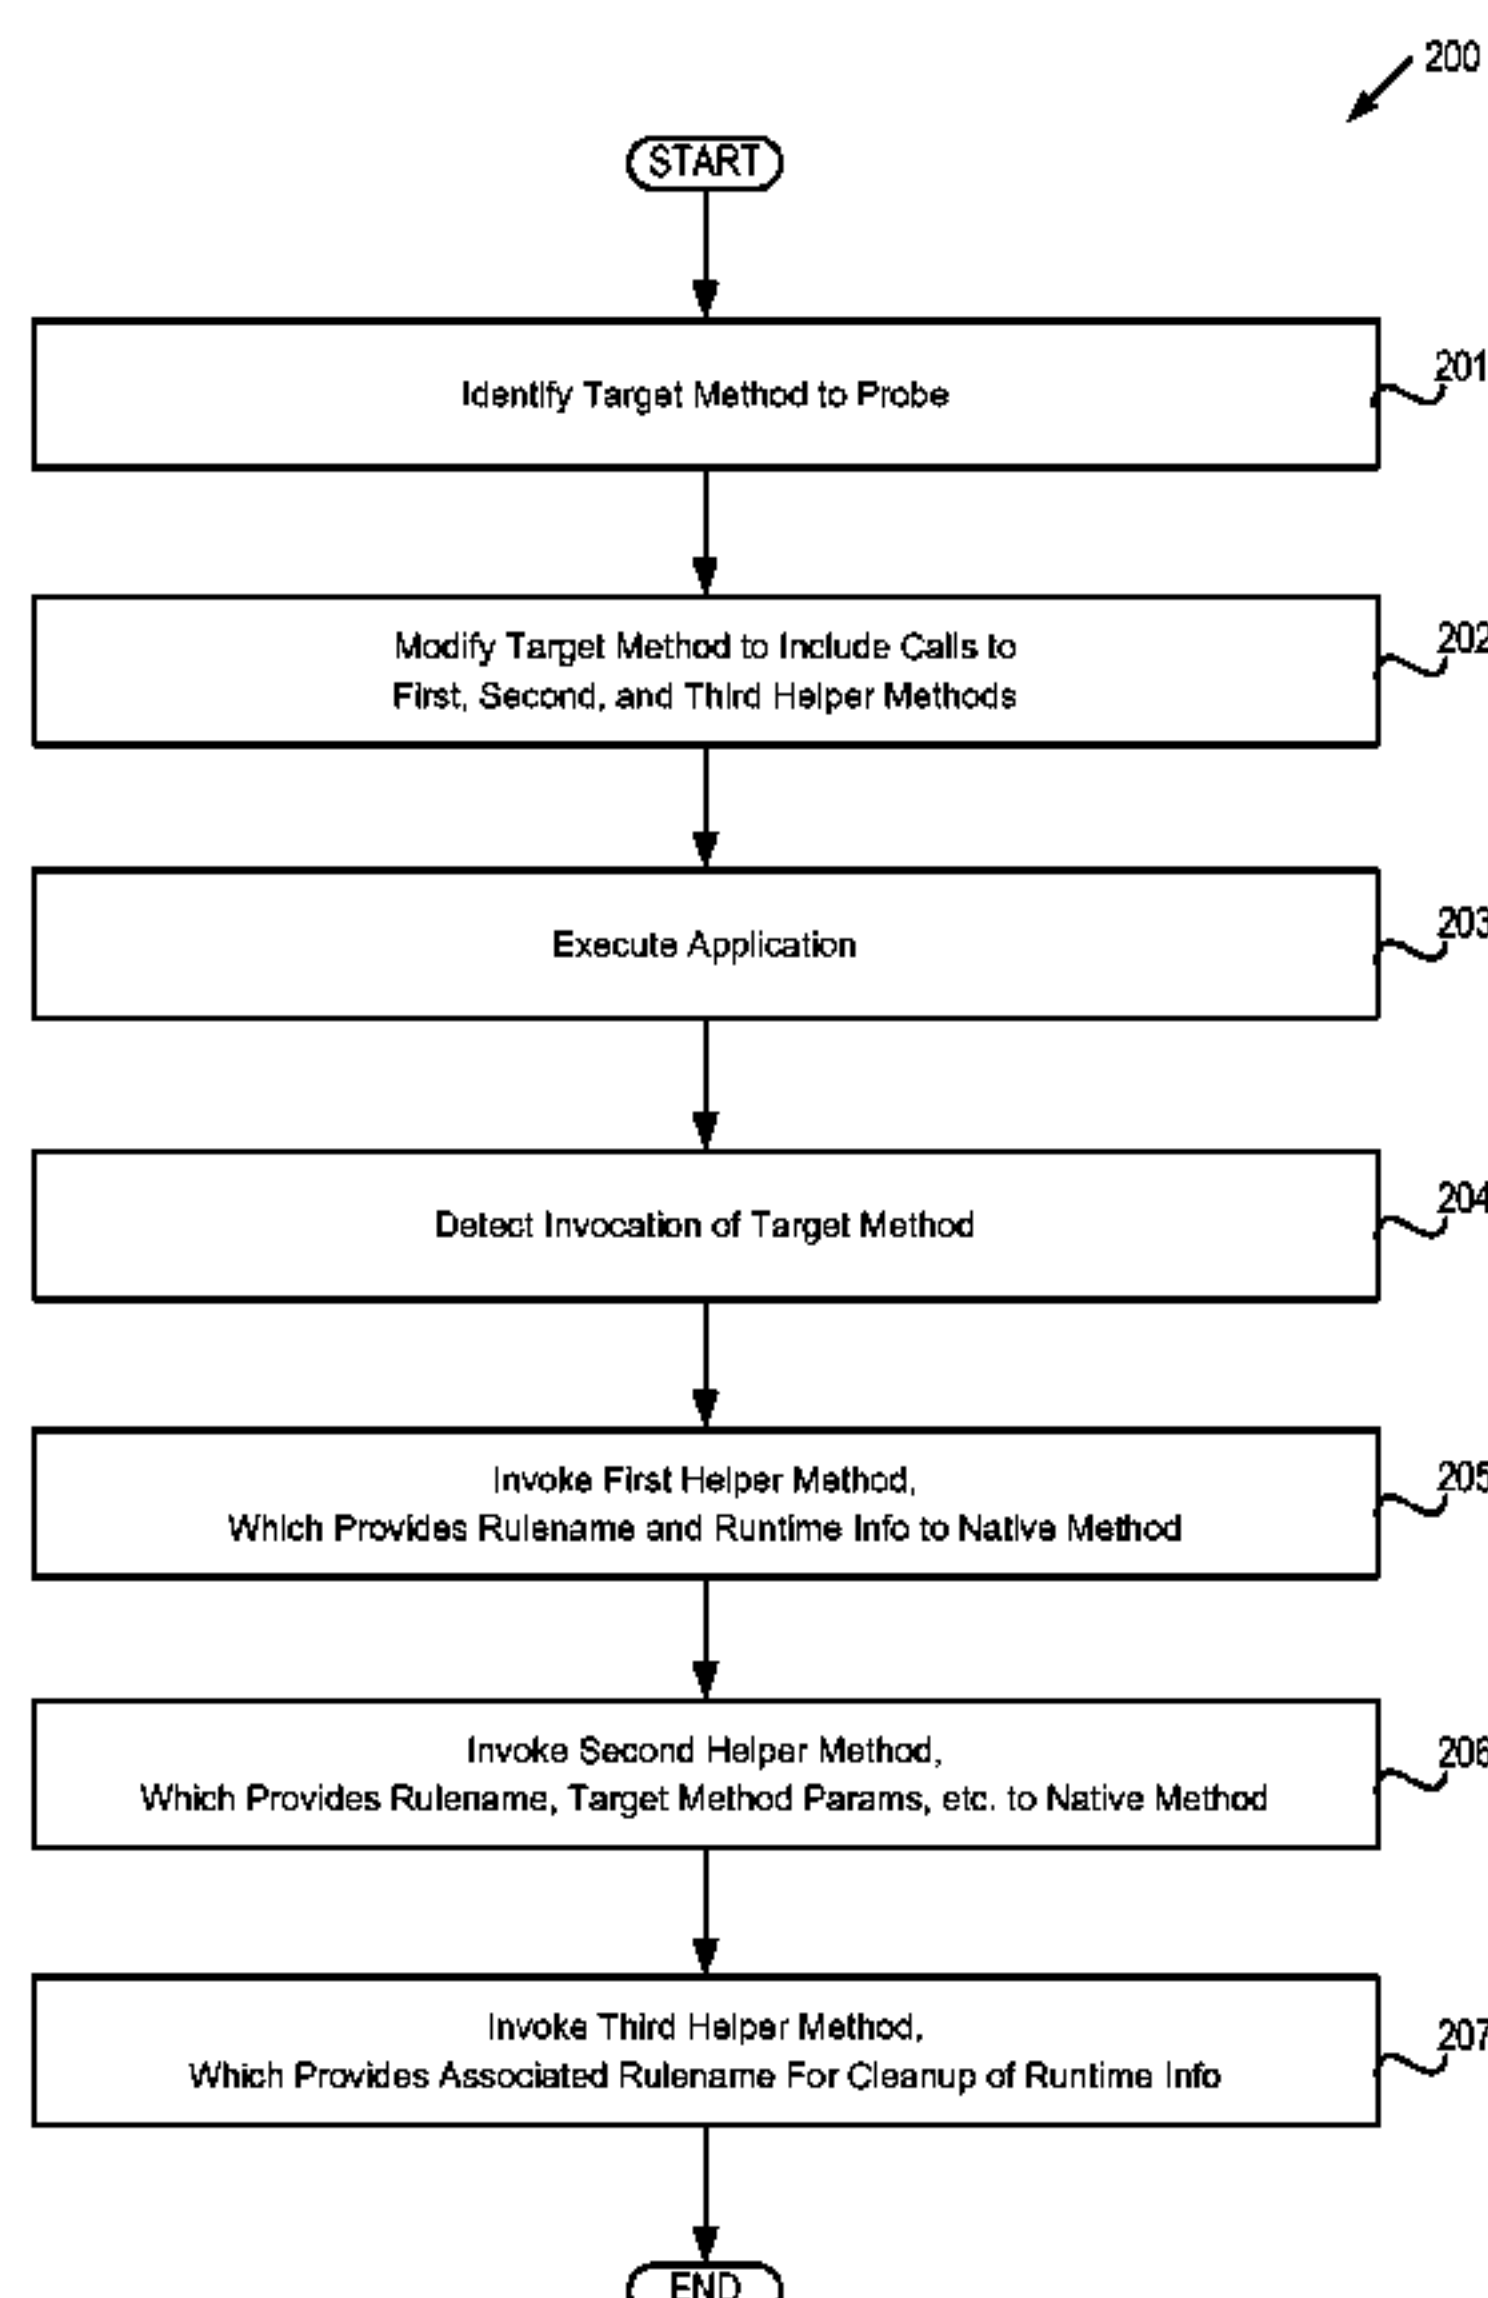 200
START
Identify Target Method to Probe
201
Modify Target Method to Include Calls to
First, Second, and Third Helper Methods
202
Execute Application
203
Detect Invocation of Target Method
204
Invoke First Helper Method,
Which Provides Rulename and Runtime Info to Native Method
205
Invoke Second Helper Method,
Which Provides Rulename, Target Method Params, etc. to Native Method
206
Invoke Third Helper Method,
Which Provides Associated Rulename For Cleanup of Runtime Info
207
END